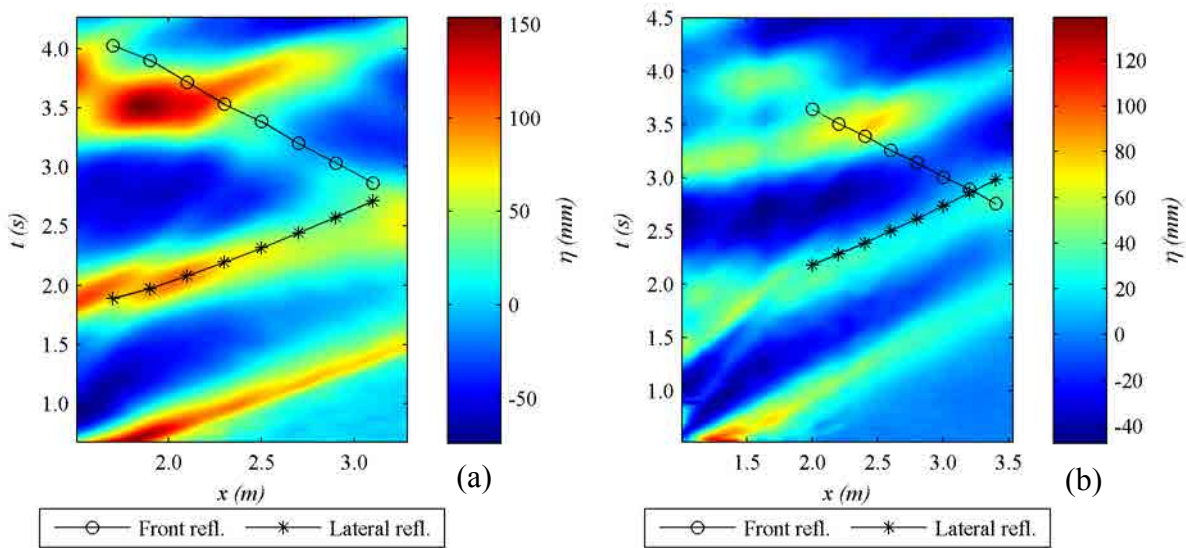 4.0
3.5
3.0
2.5
2.0
1.5
1.0
t (s)
2.0 2.5 3.0
x (m)
150
100
50
0
-50
η (mm)
(a)
Front refl. Lateral refl.
4.5
4.0
3.5
3.0
2.5
2.0
1.5
1.0
t (s)
1.5 2.0 2.5 3.0 3.5
x (m)
120
100
80
60
40
20
0
-20
-40
η (mm)
(b)
Front refl. Lateral refl.